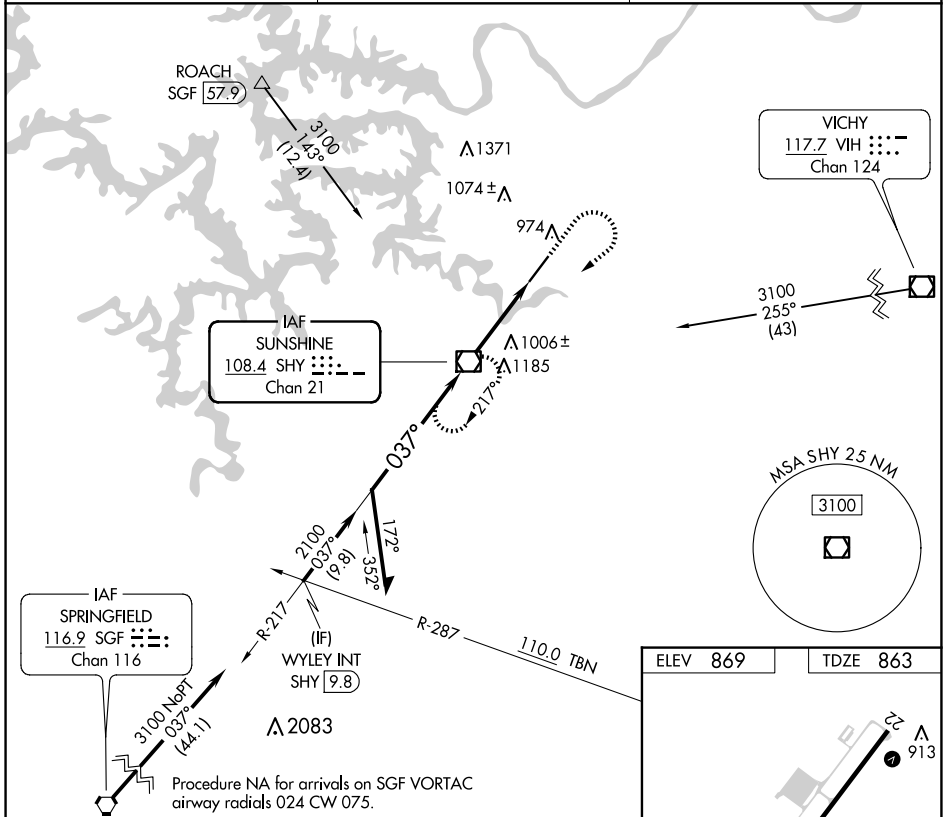 ROACH
SGF 57.9
3100
143°
(12.4)
1371
1074 ±
974
VICHY
117.7 VIH
Chan 124
3100
255°
(43)
IAF
SUNSHINE
108.4 SHY
Chan 21
1006 ±
1185
217°
037°
MSA SHY 25 NM
3100
2100
037°
(9.8)
172°
352°
IAF
SPRINGFIELD
116.9 SGF
Chan 116
R-217
(IF)
WYLEY INT
SHY 9.8
R-287
110.0 TBN
3100 NoPT
037°
(44.1)
2083
Procedure NA for arrivals on SGF VORTAC
airway radials 024 CW 075.
ELEV 869
TDZE 863
22
913
V